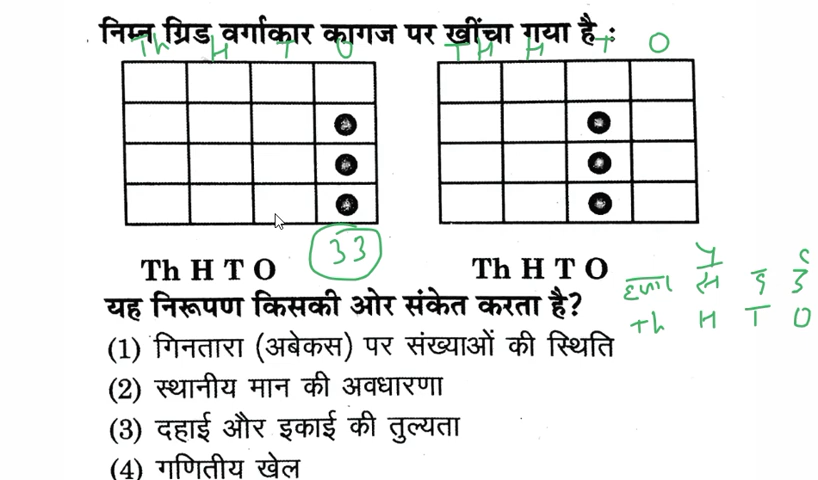 निम्न ग्रिड वर्गाकार कागज पर खींचा गया है :
Th H T O
TH H T O
33
Th H T O
Th H T O
यह निरूपण किसकी ओर संकेत करता है?
Th H T O
(1) गिनतारा (अबेकस) पर संख्याओं की स्थिति
(2) स्थानीय मान की अवधारणा
(3) दहाई और इकाई की तुल्यता
(4) गणितीय खेल